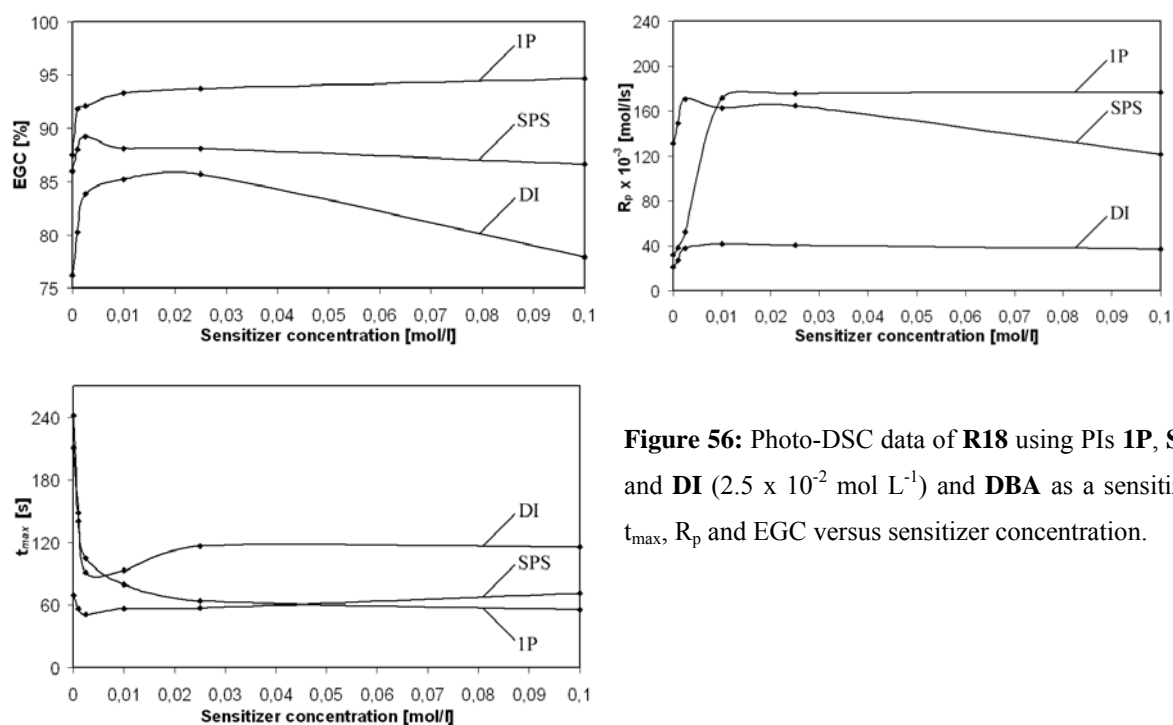 100
95
90
85
80
75
EGC [%]
1P
SPS
DI
0 0,01 0,02 0,03 0,04 0,05 0,06 0,07 0,08 0,09 0,1
Sensitizer concentration [mol/l]
240
200
160
120
80
40
0
Rp x 10-3 [mol/ls]
1P
SPS
DI
0 0,01 0,02 0,03 0,04 0,05 0,06 0,07 0,08 0,09 0,1
Sensitizer concentration [mol/l]
240
180
120
60
0
tmax [s]
DI
SPS
1P
0 0,01 0,02 0,03 0,04 0,05 0,06 0,07 0,08 0,09 0,1
Sensitizer concentration [mol/l]
Figure 56: Photo-DSC data of R18 using PIs 1P,
and DI (2.5 x 10-2 mol L-1) and DBA as a
tmax, Rp and EGC versus sensitizer concentration.